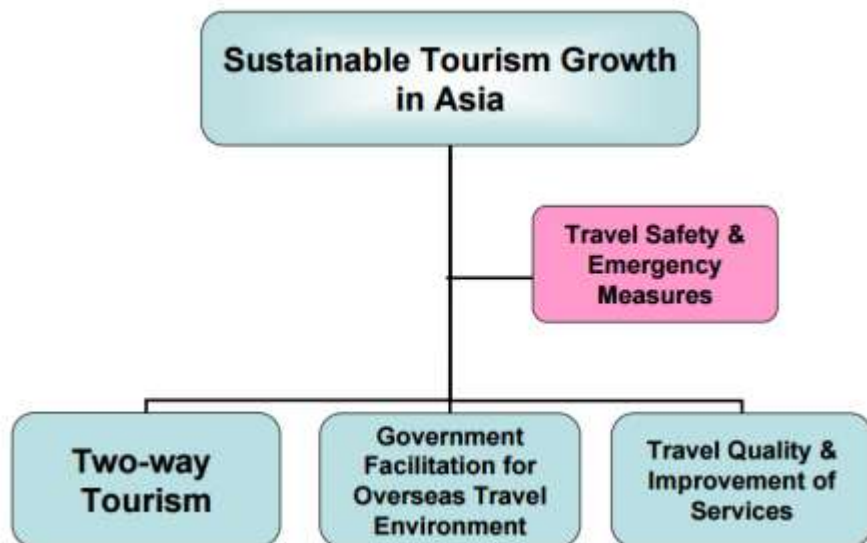 Sustainable Tourism Growth
in Asia
Travel Safety &
Emergency
Measures
Two-way
Tourism
Government
Facilitation for
Overseas Travel
Environment
Travel Quality &
Improvement of
Services